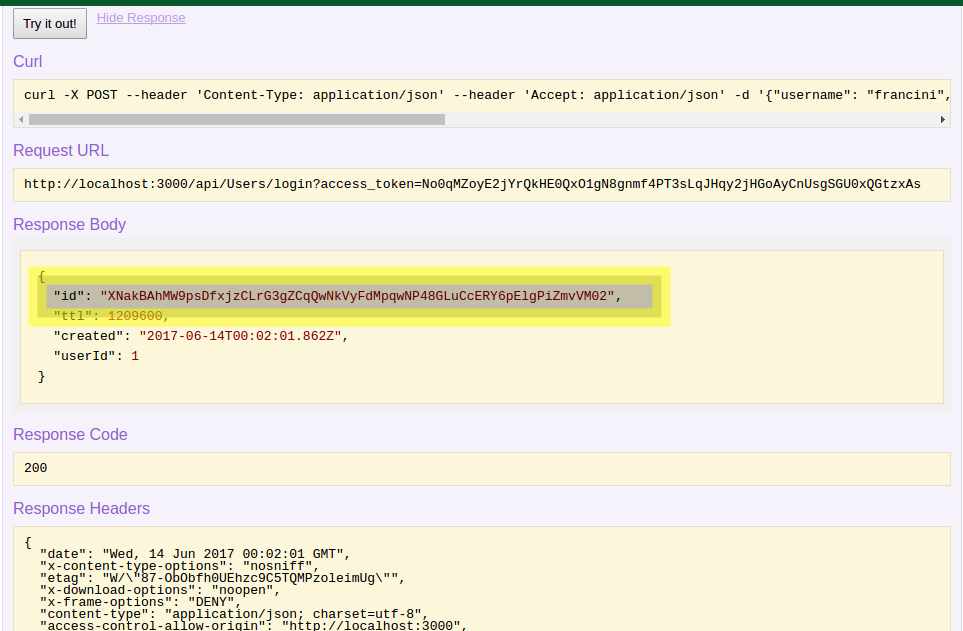 Try it out! Hide Response
Curl
curl -X POST --header 'Content-Type: application/json' --header 'Accept: application/json' -d '{"username": "francini",
Request URL
http://localhost:3000/api/Users/login?access_token=No0qMZoyE2jYrQkHE0QxO1gN8gnmf4PT3sLqJHqy2jHGoAyCnUsgSGU0xQGtzxAs
Response Body
{
"id": "XNakBAhMW9psDfxjzCLrG3gZCqQwNkVyFdMpqwNP48GLuCcERY6pElgPiZmvVM02",
"ttl": 1209600,
"created": "2017-06-14T00:02:01.862Z",
"userId": 1
}
Response Code
200
Response Headers
{
"date": "Wed, 14 Jun 2017 00:02:01 GMT",
"x-content-type-options": "nosniff",
"etag": "W/\"87-ObObfh0UEhzc9C5TQMPzoleimUg\"",
"x-download-options": "noopen",
"x-frame-options": "DENY",
"content-type": "application/json; charset=utf-8",
"access-control-allow-origin": "http://localhost:3000",